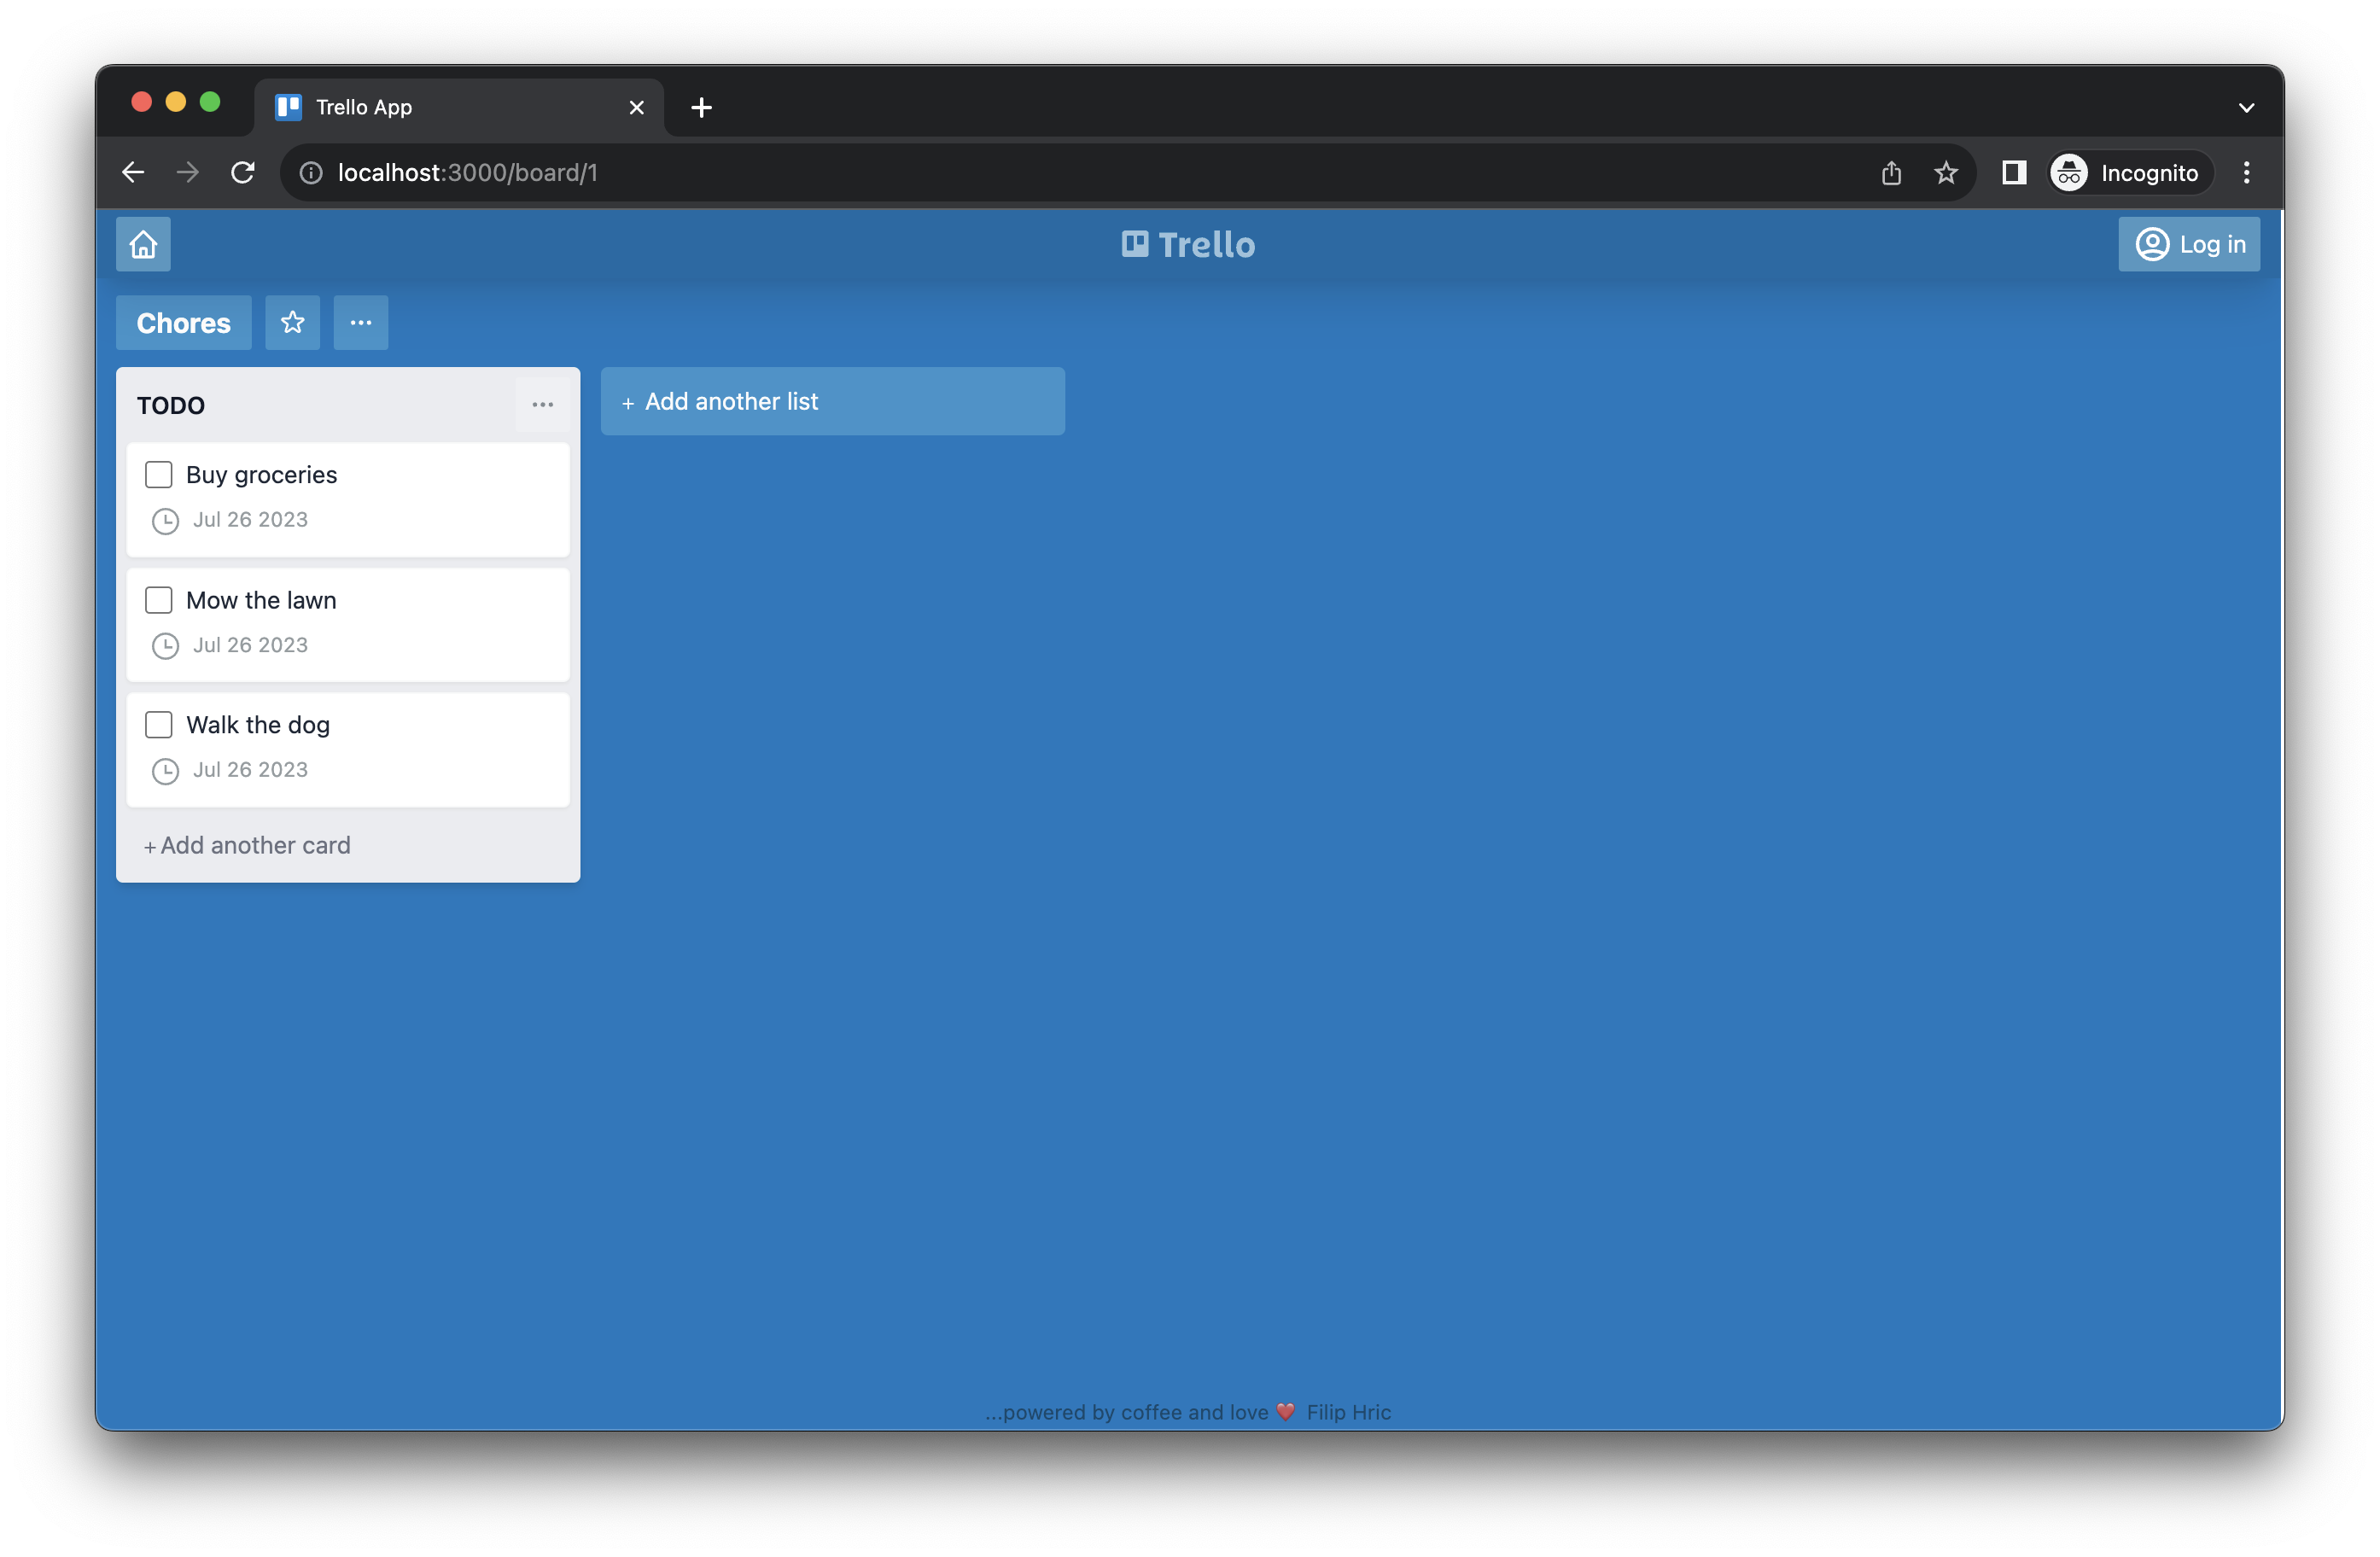 Trello App
localhost:3000/board/1
Incognito
Trello
Log in
Chores
TODO
Buy groceries
Jul 26 2023
Mow the lawn
Jul 26 2023
Walk the dog
Jul 26 2023
+ Add another card
+ Add another list
...powered by coffee and love ❤️ Filip Hric